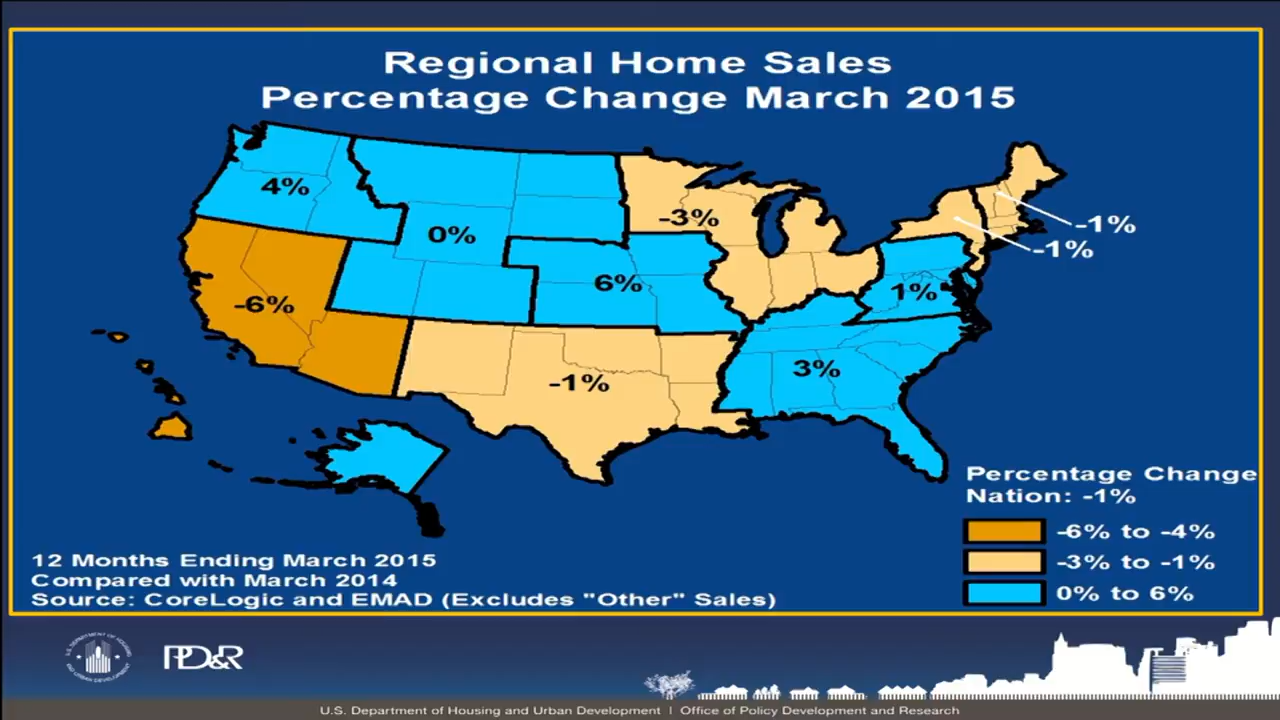 Regional Home Sales
Percentage Change March 2015
4%
0%
-3%
-1%
-1%
6%
1%
-6%
3%
-1%
Percentage Change
Nation: -1%
-6% to -4%
-3% to -1%
0% to 6%
12 Months Ending March 2015
Compared with March 2014
Source: CoreLogic and EMAD (Excludes "Other" Sales)
PD&R
U.S. Department of Housing and Urban Development | Office of Policy Development and Research